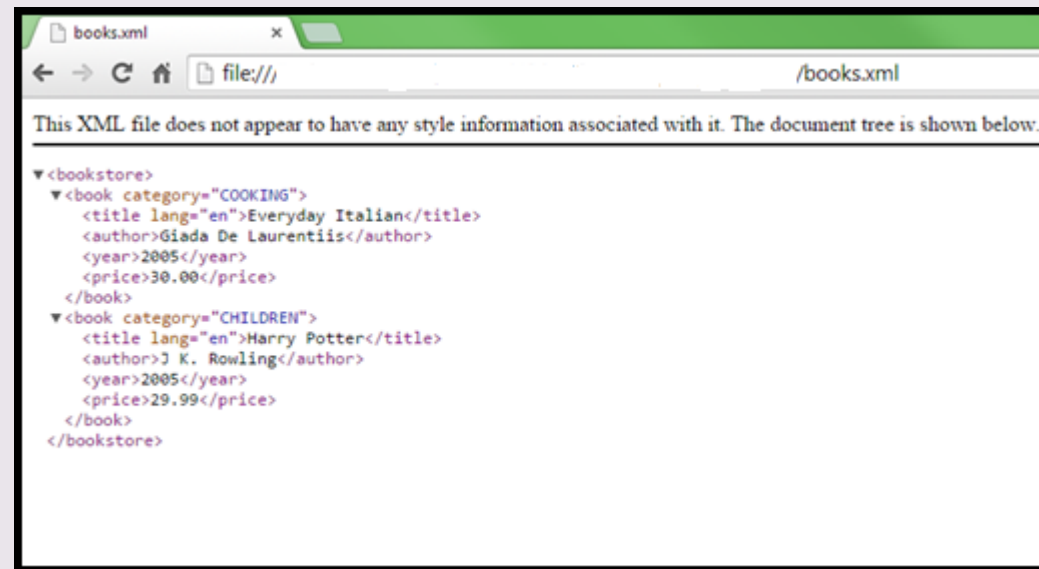 books.xml
file:///
/books.xml
This XML file does not appear to have any style information associated with it. The document tree is shown below.
▼<bookstore>
▼<book category="COOKING">
<title lang="en">Everyday Italian</title>
<author>Giada De Laurentiis</author>
<year>2005</year>
<price>30.00</price>
</book>
▼<book category="CHILDREN">
<title lang="en">Harry Potter</title>
<author>J K. Rowling</author>
<year>2005</year>
<price>29.99</price>
</book>
</bookstore>